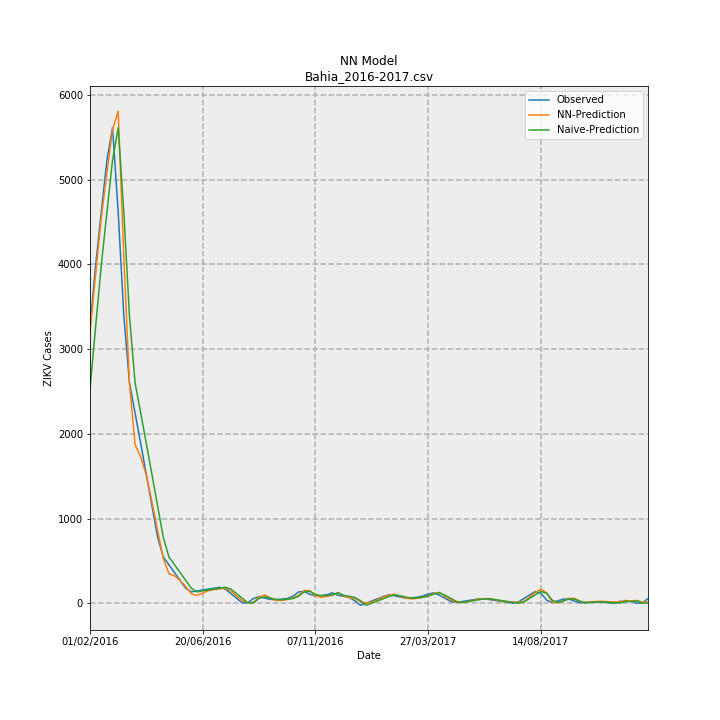 NN Model
Bahia_2016-2017.csv
Observed
NN-Prediction
Naive-Prediction
6000
5000
4000
3000
2000
1000
0
ZIKV Cases
01/02/2016
20/06/2016
07/11/2016
27/03/2017
14/08/2017
Date